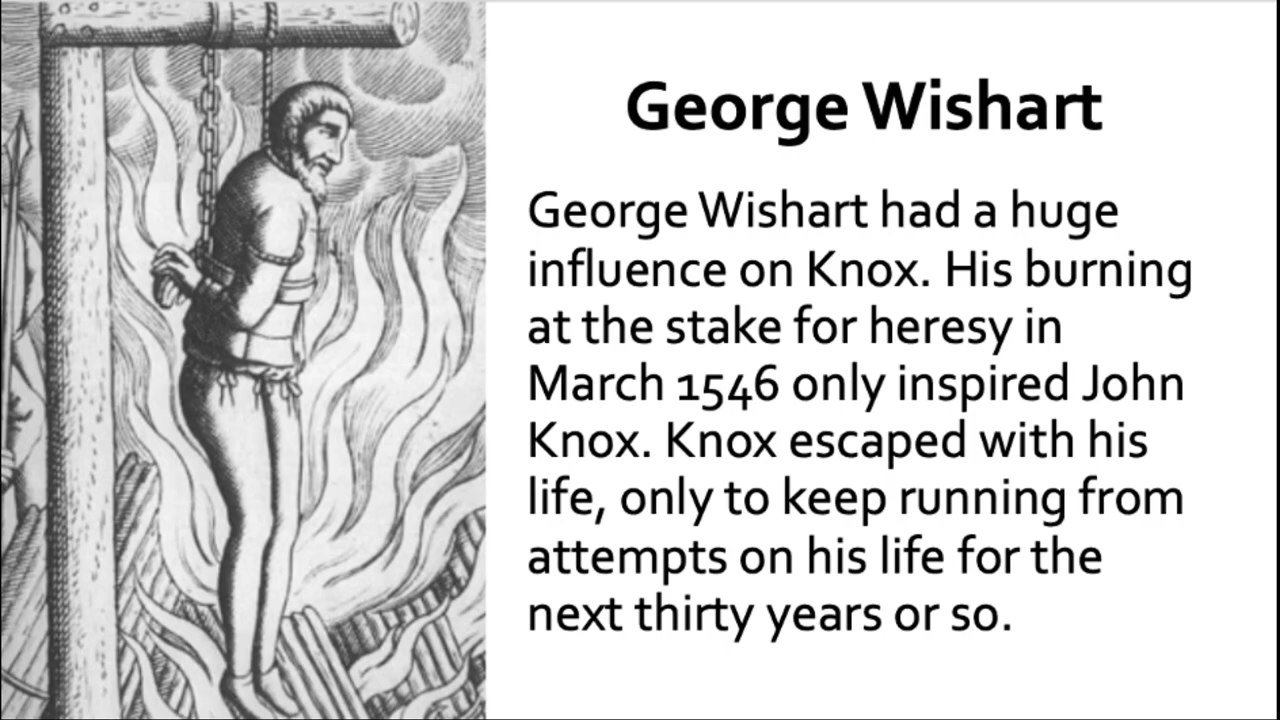 George Wishart
George Wishart had a huge
influence on Knox. His burning
at the stake for heresy in
March 1546 only inspired John
Knox. Knox escaped with his
life, only to keep running from
attempts on his life for the
next thirty years or so.